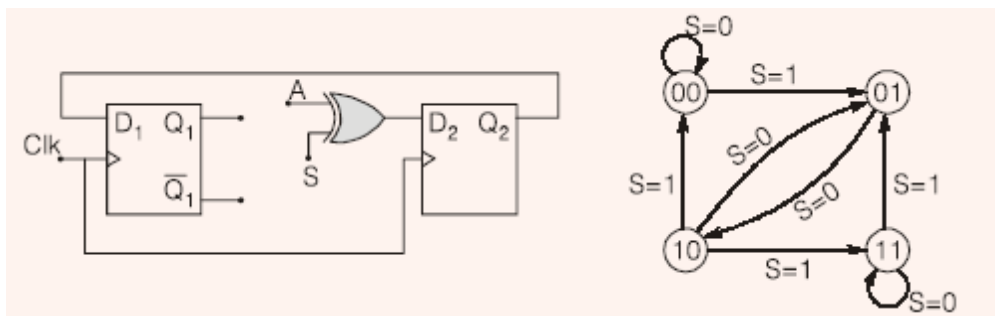 S=0
00
S=1
01
A
D₁ Q₁
D₂ Q₂
Clk
S=0
Q̅₁
S
S=1
S=0
S=1
10
S=1
11
S=0